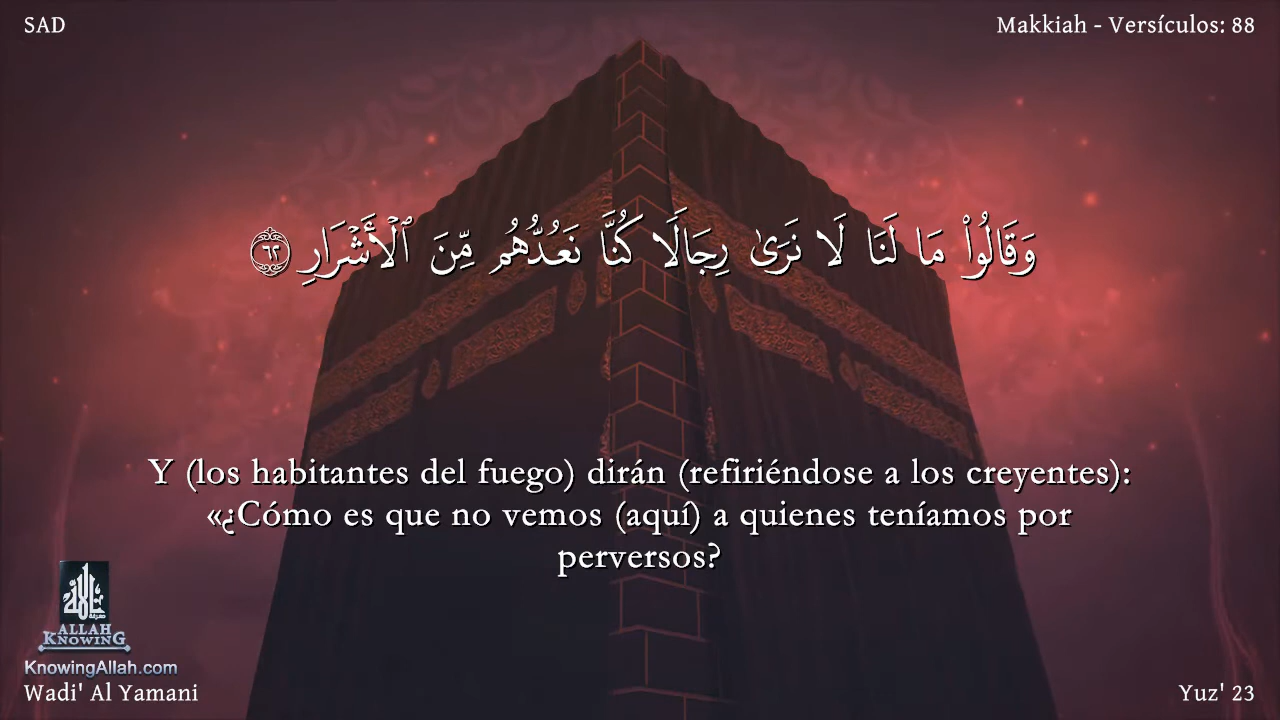 SAD
Makkiah - Versículos: 88
وَقَالُوا۟ مَا لَنَا لَا نَرَىٰ رِجَالًا كُنَّا نَعُدُّهُم مِّنَ ٱلْأَشْرَارِ ٦٢
Y (los habitantes del fuego) dirán (refiriéndose a los creyentes):
«¿Cómo es que no vemos (aquí) a quienes teníamos por
perversos?
ALLAH
KNOWING
KnowingAllah.com
Wadi' Al Yamani
Yuz' 23